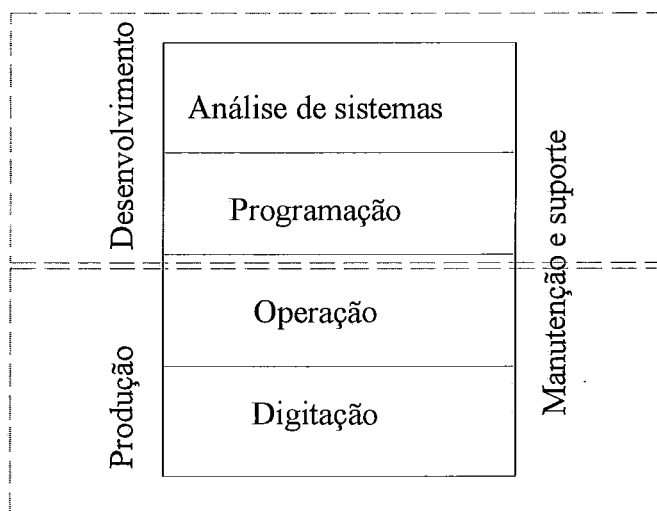 Desenvolvimento
Análise de sistemas
Programação
Produção
Operação
Digitação
Manutenção e suporte